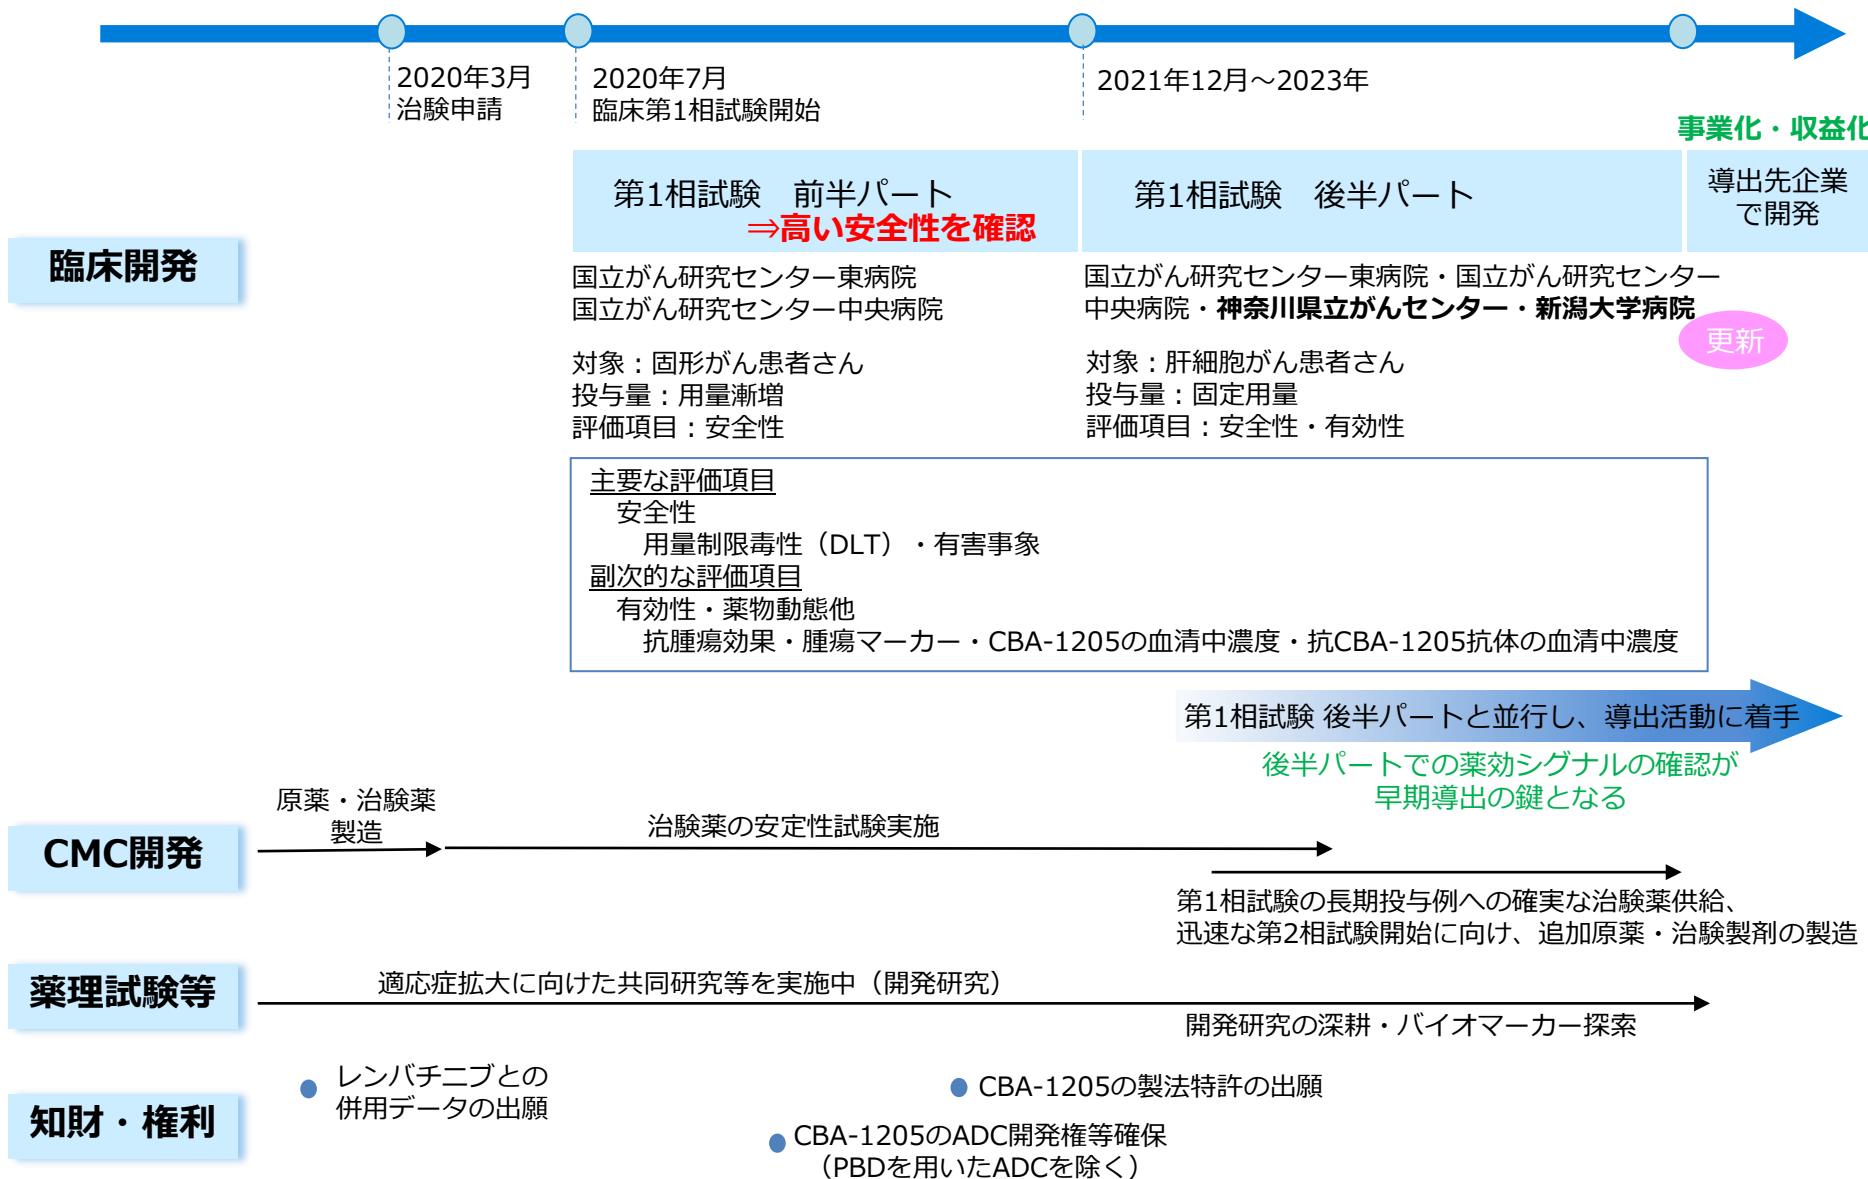 2020年3月
治験申請
2020年7月
臨床第1相試験開始
2021年12月～2023年
事業化・収益化
臨床開発
第1相試験　前半パート
⇒高い安全性を確認
第1相試験　後半パート
導出先企業
で開発
国立がん研究センター東病院
国立がん研究センター中央病院
国立がん研究センター東病院・国立がん研究センター
中央病院・神奈川県立がんセンター・新潟大学病院
更新
対象：固形がん患者さん
投与量：用量漸増
評価項目：安全性
対象：肝細胞がん患者さん
投与量：固定用量
評価項目：安全性・有効性
主要な評価項目
安全性
用量制限毒性（DLT）・有害事象
副次的な評価項目
有効性・薬物動態他
抗腫瘍効果・腫瘍マーカー・CBA-1205の血清中濃度・抗CBA-1205抗体の血清中濃度
第1相試験 後半パートと並行し、導出活動に着手
後半パートでの薬効シグナルの確認が
早期導出の鍵となる
CMC開発
原薬・治験薬
製造
治験薬の安定性試験実施
第1相試験の長期投与例への確実な治験薬供給、
迅速な第2相試験開始に向け、追加原薬・治験製剤の製造
薬理試験等
適応症拡大に向けた共同研究等を実施中（開発研究）
開発研究の深耕・バイオマーカー探索
知財・権利
レンバチニブとの
併用データの出願
CBA-1205の製法特許の出願
CBA-1205のADC開発権等確保
（PBDを用いたADCを除く）